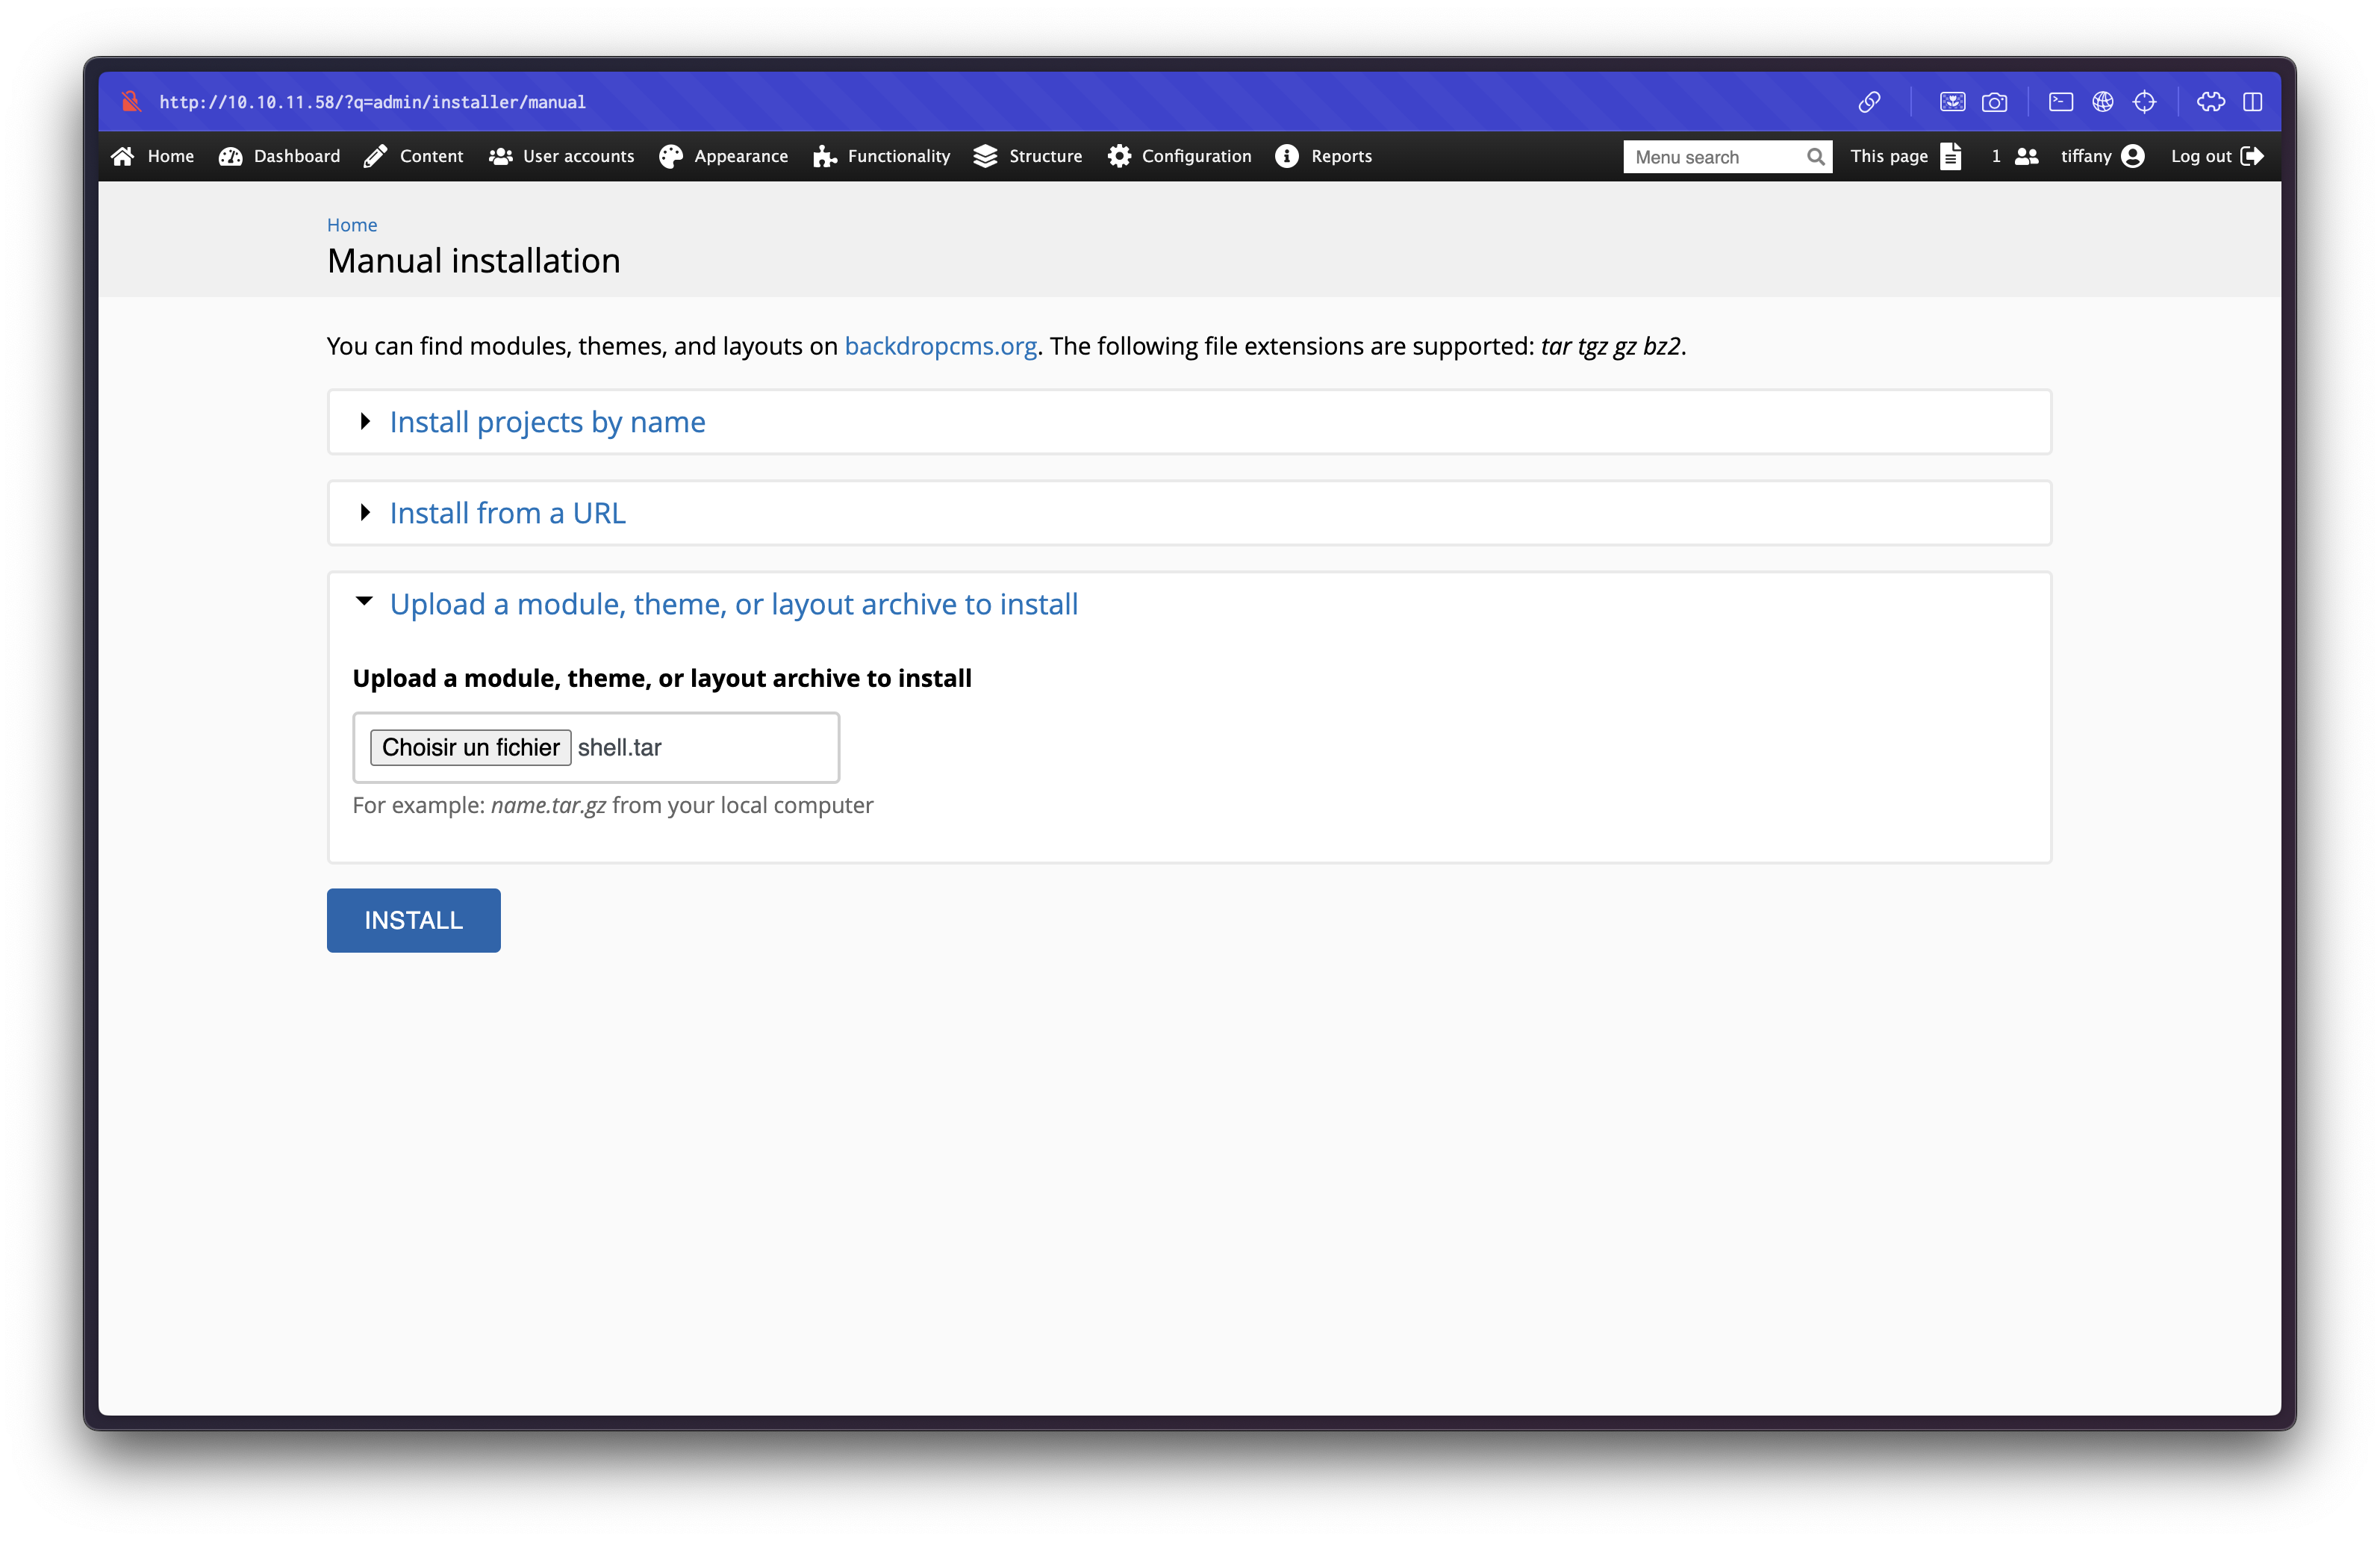 http://10.10.11.58/?q=admin/installer/manual
Home Dashboard Content User accounts Appearance Functionality Structure Configuration Reports Menu search This page 1 tiffany Log out
Home
Manual installation
You can find modules, themes, and layouts on backdropcms.org. The following file extensions are supported: tar tgz gz bz2.
Install projects by name
Install from a URL
Upload a module, theme, or layout archive to install
Upload a module, theme, or layout archive to install
Choisir un fichier shell.tar
For example: name.tar.gz from your local computer
INSTALL